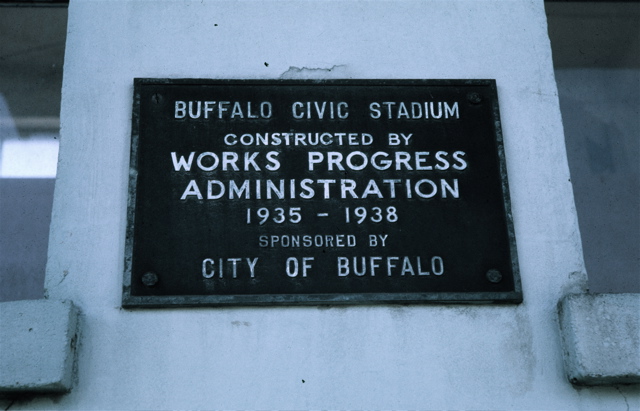 BUFFALO CIVIC STADIUM
CONSTRUCTED BY
WORKS PROGRESS
ADMINISTRATION
1935 - 1938
SPONSORED BY
CITY OF BUFFALO